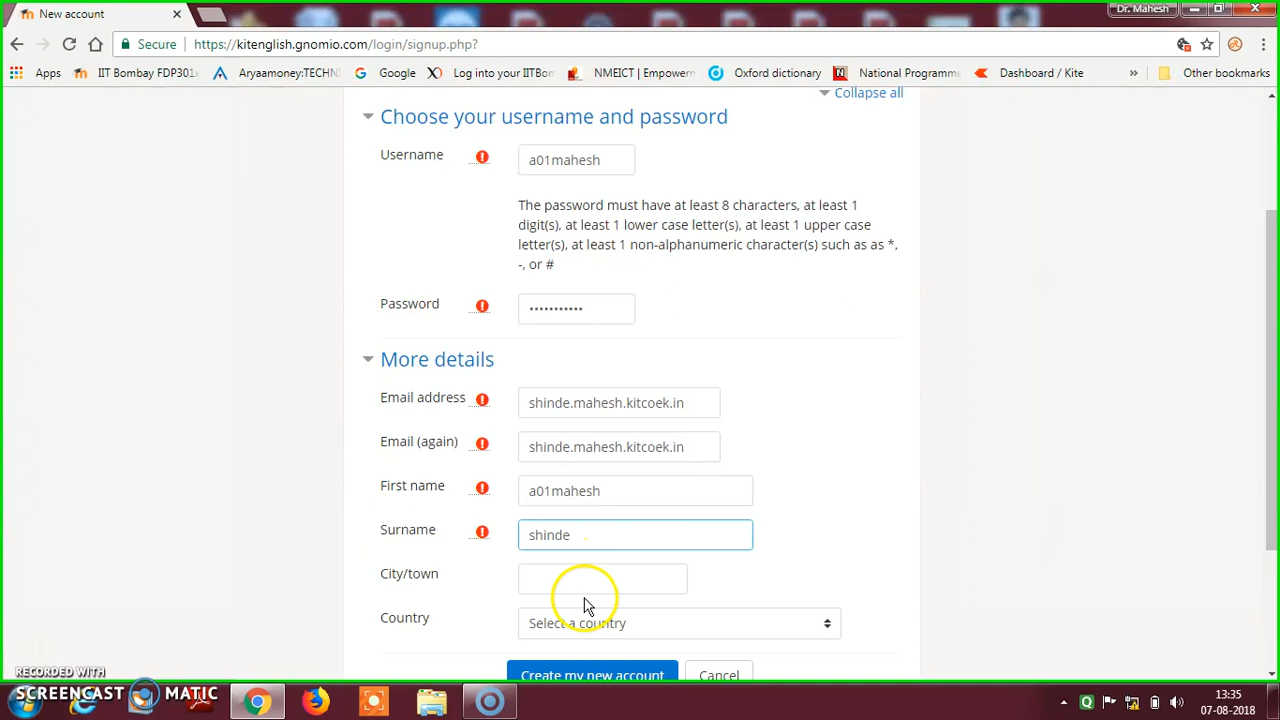 New account
Dr. Mahesh
Secure
https://kitenglish.gnomio.com/login/signup.php?
Apps
IIT Bombay FDP301x
Aryaamoney:TECHN
Google
Log into your IITBom
NMEICT | Empowerm
Oxford dictionary
National Programme
Dashboard / Kite
»
Other bookmarks
Collapse all
Choose your username and password
Username
a01mahesh
The password must have at least 8 characters, at least 1
digit(s), at least 1 lower case letter(s), at least 1 upper case
letter(s), at least 1 non-alphanumeric character(s) such as as *,
-, or #
Password
•••••••••••
More details
Email address
shinde.mahesh.kitcoek.in
Email (again)
shinde.mahesh.kitcoek.in
First name
a01mahesh
Surname
shinde
City/town
Country
Select a country
Create my new account
Cancel
RECORDED WITH
SCREENCAST MATIC
13:35
07-08-2018